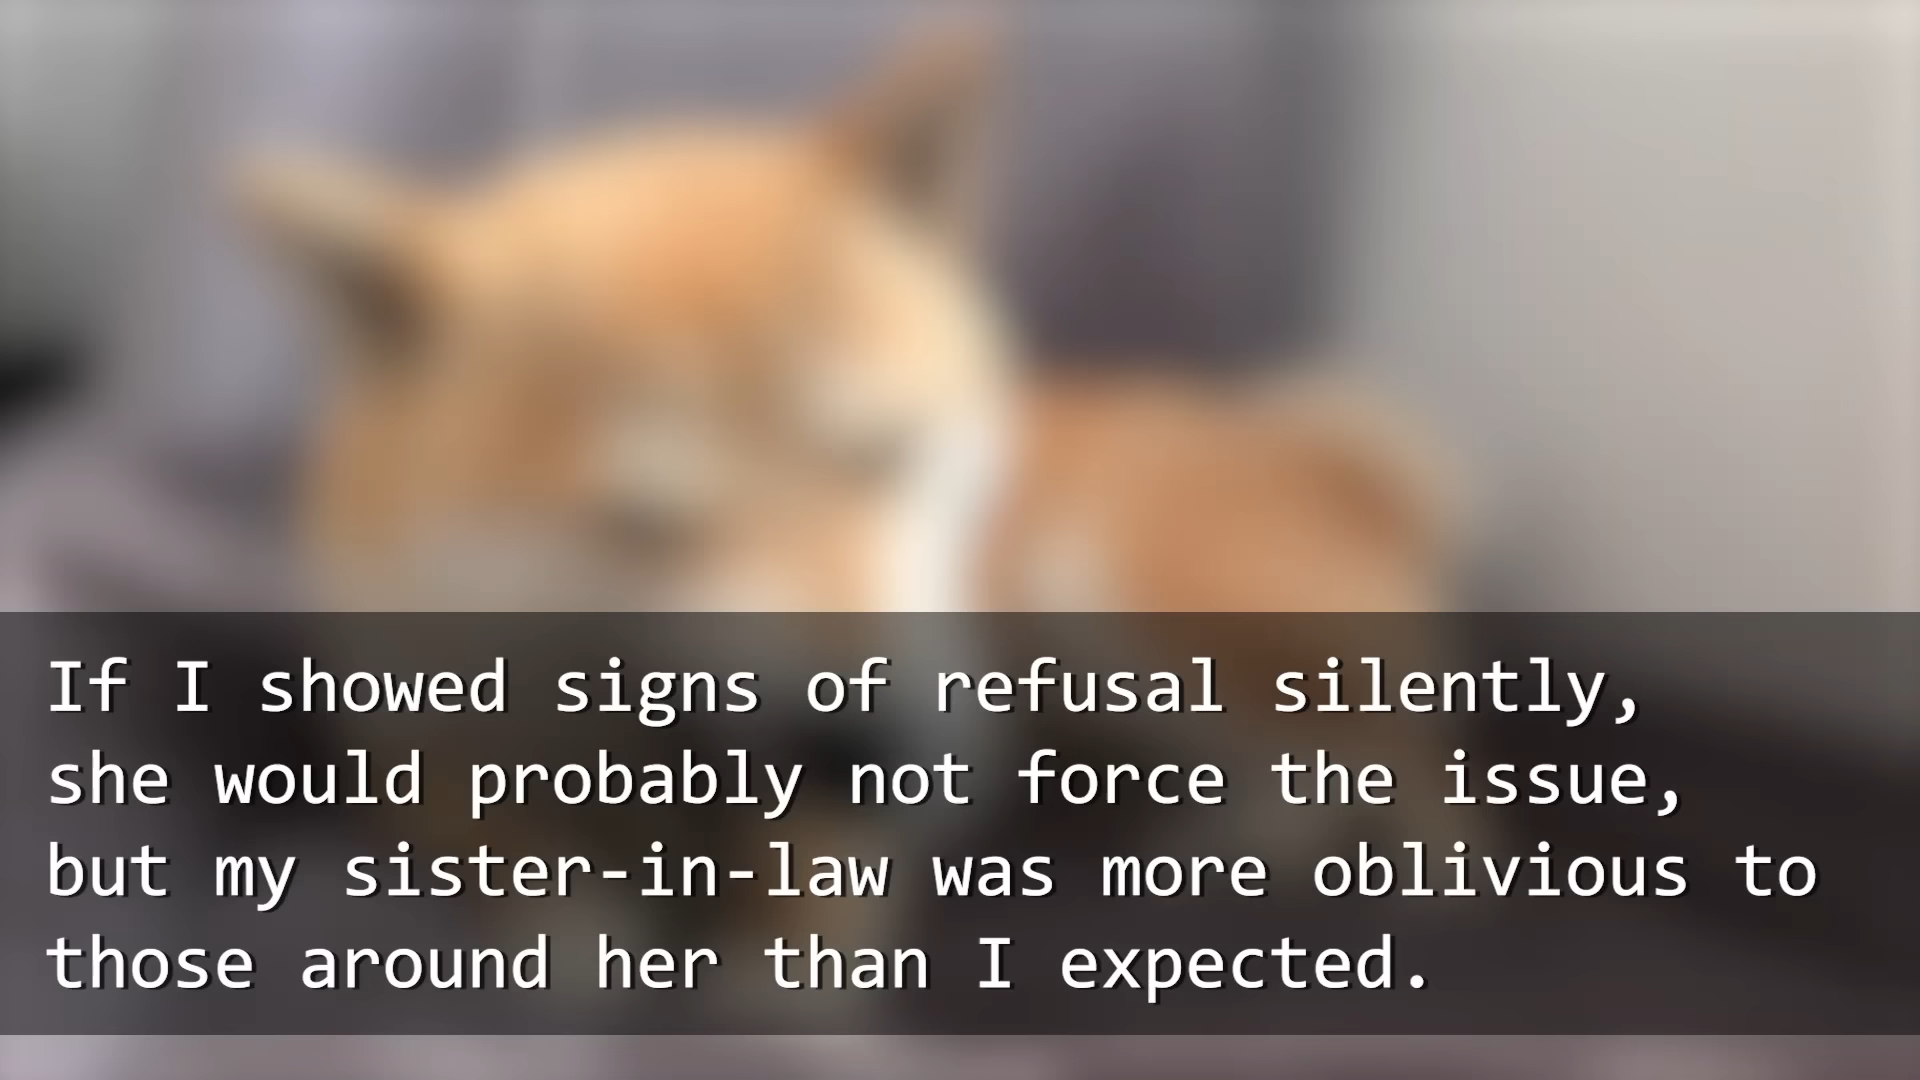 If I showed signs of refusal silently,
she would probably not force the issue,
but my sister-in-law was more oblivious to
those around her than I expected.